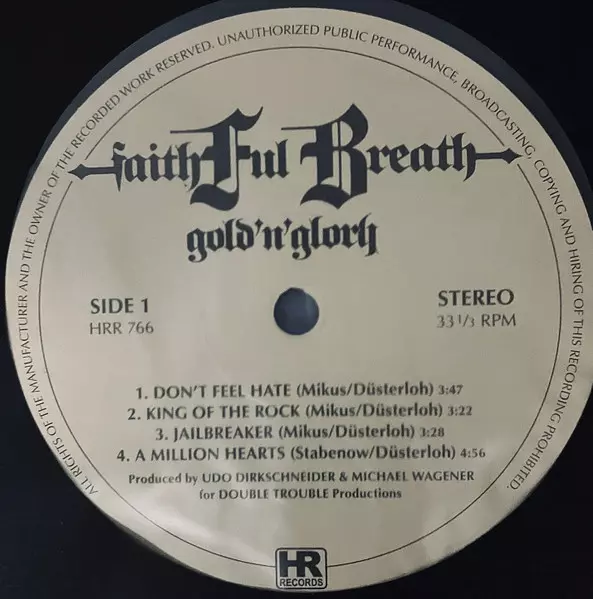 ALL RIGHTS OF THE MANUFACTURER AND THE OWNER OF THE RECORDED WORK RESERVED. UNAUTHORIZED PUBLIC PERFORMANCE, BROADCASTING, COPYING AND HIRING OF THIS RECORDING PROHIBITED.
faithFul Breath
gold'n'glory
SIDE 1
HRR 766
STEREO
33 1/3 RPM
1. DON'T FEEL HATE (Mikus/Düsterloh) 3:47
2. KING OF THE ROCK (Mikus/Düsterloh) 3:22
3. JAILBREAKER (Mikus/Düsterloh) 3:28
4. A MILLION HEARTS (Stabenow/Düsterloh) 4:56
Produced by UDO DIRKSCHNEIDER & MICHAEL WAGENER
for DOUBLE TROUBLE Productions
HR
RECORDS